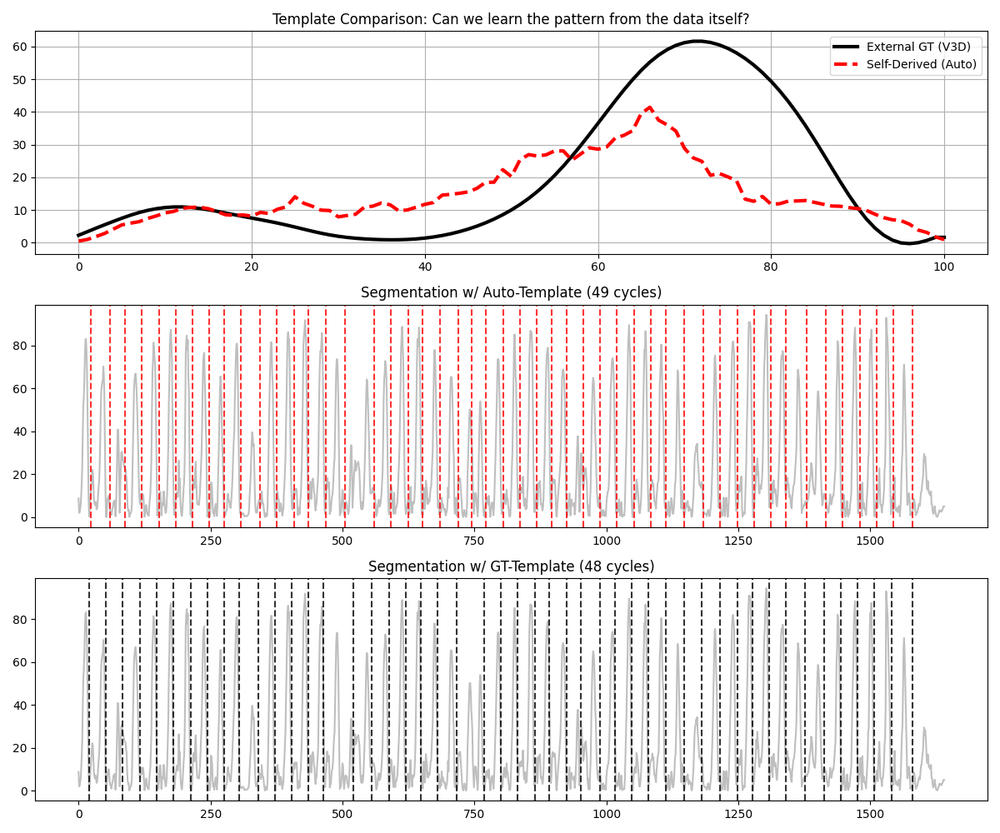 Template Comparison: Can we learn the pattern from the data itself?
60
50
40
30
20
10
0
External GT (V3D)
Self-Derived (Auto)
0 20 40 60 80 100
Segmentation w/ Auto-Template (49 cycles)
80
60
40
20
0
0 250 500 750 1000 1250 1500
Segmentation w/ GT-Template (48 cycles)
80
60
40
20
0
0 250 500 750 1000 1250 1500